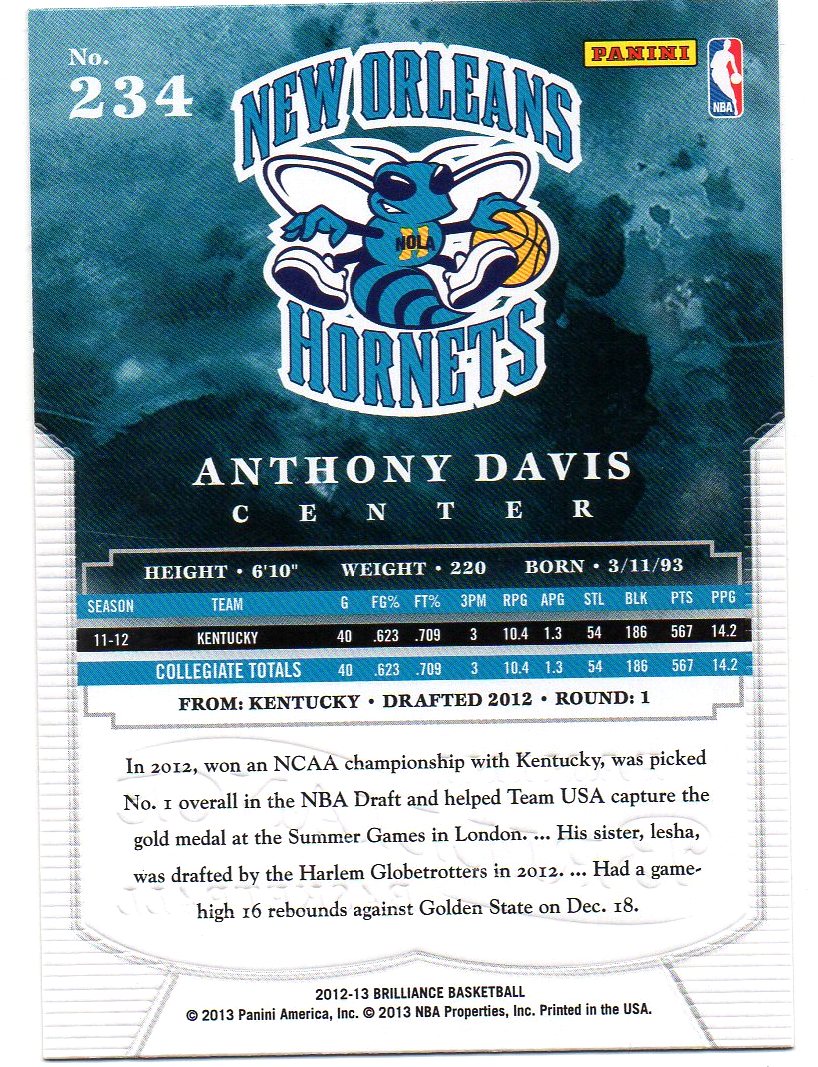 No.
234
PANINI
NBA
NEW ORLEANS
NOLA
HORNETS
ANTHONY DAVIS
CENTER
HEIGHT • 6'10" WEIGHT • 220 BORN • 3/11/93
SEASON TEAM G FG% FT% 3PM RPG APG STL BLK PTS PPG
11-12 KENTUCKY 40 .623 .709 3 10.4 1.3 54 186 567 14.2
COLLEGIATE TOTALS 40 .623 .709 3 10.4 1.3 54 186 567 14.2
FROM: KENTUCKY • DRAFTED 2012 • ROUND: 1
In 2012, won an NCAA championship with Kentucky, was picked
No. 1 overall in the NBA Draft and helped Team USA capture the
gold medal at the Summer Games in London. ... His sister, lesha,
was drafted by the Harlem Globetrotters in 2012. ... Had a game-
high 16 rebounds against Golden State on Dec. 18.
2012-13 BRILLIANCE BASKETBALL
© 2013 Panini America, Inc. © 2013 NBA Properties, Inc. Printed in the USA.